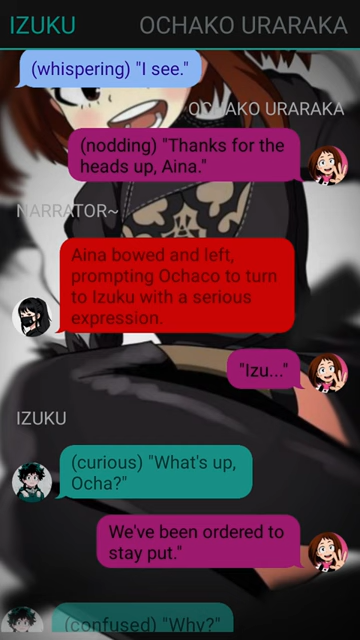 IZUKU OCHAKO URARAKA
(whispering) "I see."
OCHAKO URARAKA
(nodding) "Thanks for the
heads up, Aina."
NARRATOR~
Aina bowed and left,
prompting Ochaco to turn
to Izuku with a serious
expression.
"Izu..."
IZUKU
(curious) "What's up,
Ocha?"
We've been ordered to
stay put."
(confused) "Why?"